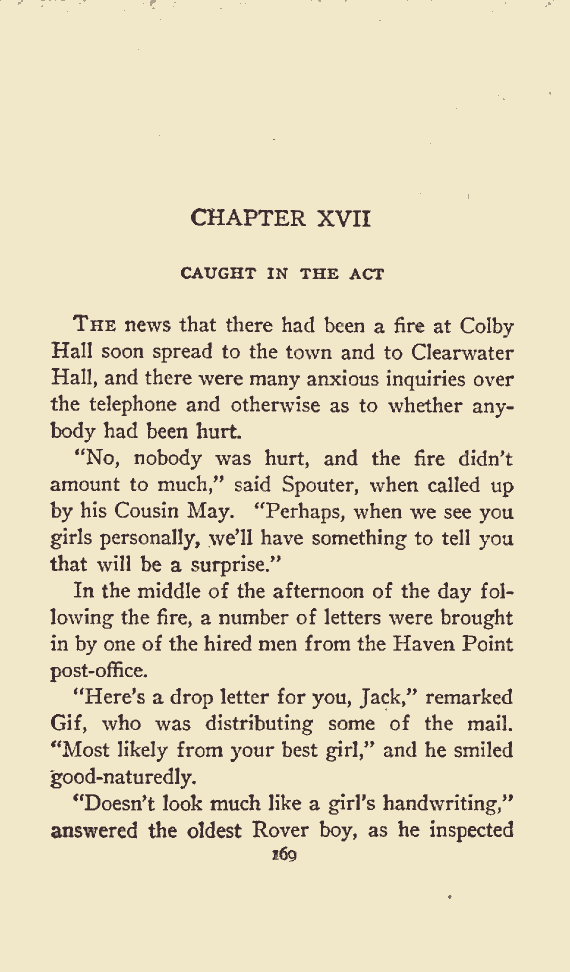 CHAPTER XVII
CAUGHT IN THE ACT
The news that there had been a fire at Colby
Hall soon spread to the town and to Clearwater
Hall, and there were many anxious inquiries over
the telephone and otherwise as to whether any-
body had been hurt.
"No, nobody was hurt, and the fire didn't
amount to much," said Spouter, when called up
by his Cousin May. "Perhaps, when we see you
girls personally, we'll have something to tell you
that will be a surprise."
In the middle of the afternoon of the day fol-
lowing the fire, a number of letters were brought
in by one of the hired men from the Haven Point
post-office.
"Here's a drop letter for you, Jack," remarked
Gif, who was distributing some of the mail.
"Most likely from your best girl," and he smiled
good-naturedly.
"Doesn't look much like a girl's handwriting,"
answered the oldest Rover boy, as he inspected
169